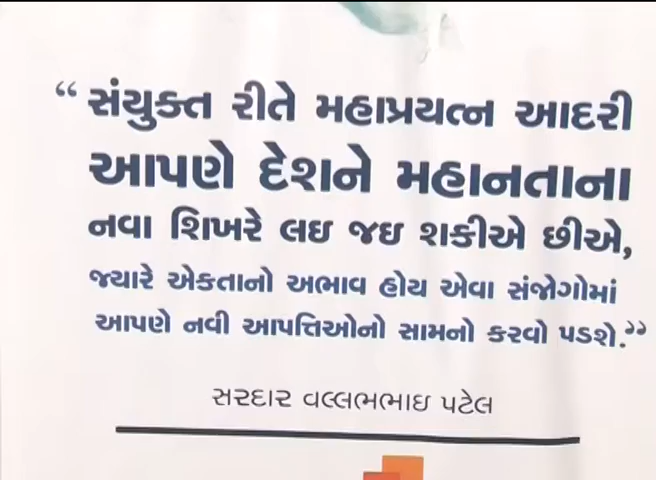 “સંયુક્ત રીતે મહાપ્રયત્ન આદરી
આપણે દેશને મહાનતાના
નવા શિખરે લઇ જઇ શકીએ છીએ,
જ્યારે એકતાનો અભાવ હોય એવા સંજોગોમાં
આપણે નવી આપત્તિઓનો સામનો કરવો પડશે.”
સરદાર વલ્લભભાઇ પટેલ